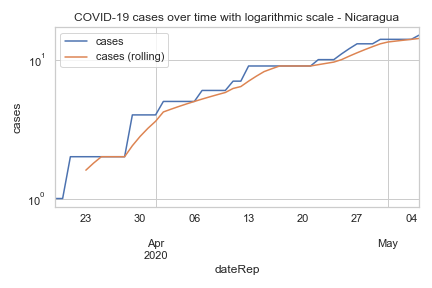 COVID-19 cases over time with logarithmic scale - Nicaragua
cases
cases (rolling)
10¹
10⁰
cases
23 30 06 13 20 27 04
Apr May
2020
dateRep